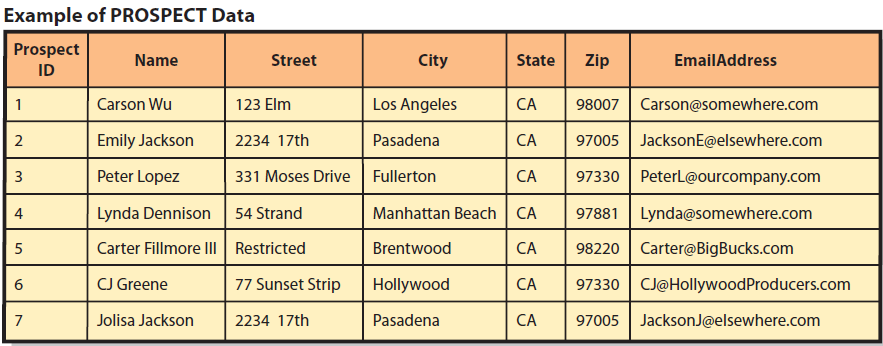 Example of PROSPECT Data
Prospect ID Name Street City State Zip EmailAddress
1 Carson Wu 123 Elm Los Angeles CA 98007 Carson@somewhere.com
2 Emily Jackson 2234 17th Pasadena CA 97005 JacksonE@elsewhere.com
3 Peter Lopez 331 Moses Drive Fullerton CA 97330 PeterL@ourcompany.com
4 Lynda Dennison 54 Strand Manhattan Beach CA 97881 Lynda@somewhere.com
5 Carter Fillmore III Restricted Brentwood CA 98220 Carter@BigBucks.com
6 CJ Greene 77 Sunset Strip Hollywood CA 97330 CJ@HollywoodProducers.com
7 Jolisa Jackson 2234 17th Pasadena CA 97005 JacksonJ@elsewhere.com